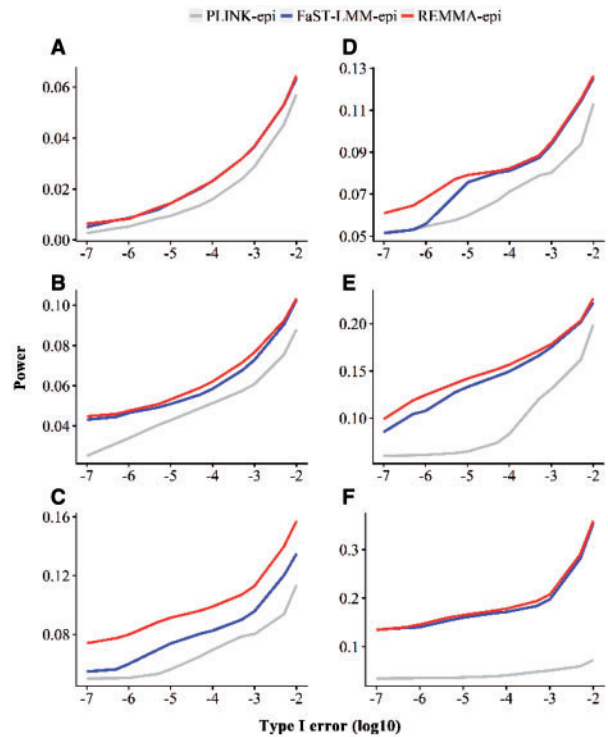 PLINK-epi FaST-LMM-epi REMMA-epi
A
0.06
0.04
0.02
0.00
-7 -6 -5 -4 -3 -2
D
0.13
0.11
0.09
0.07
0.05
-7 -6 -5 -4 -3 -2
B
0.10
0.08
0.06
0.04
-7 -6 -5 -4 -3 -2
E
0.20
0.15
0.10
-7 -6 -5 -4 -3 -2
C
0.16
0.12
0.08
-7 -6 -5 -4 -3 -2
F
0.3
0.2
0.1
-7 -6 -5 -4 -3 -2
Power
Type I error (log10)